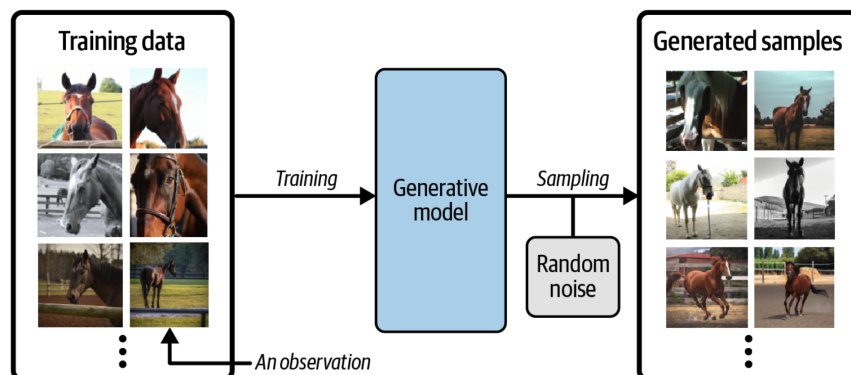 Training data
Generated samples
Training
Generative
model
Sampling
Random
noise
An observation